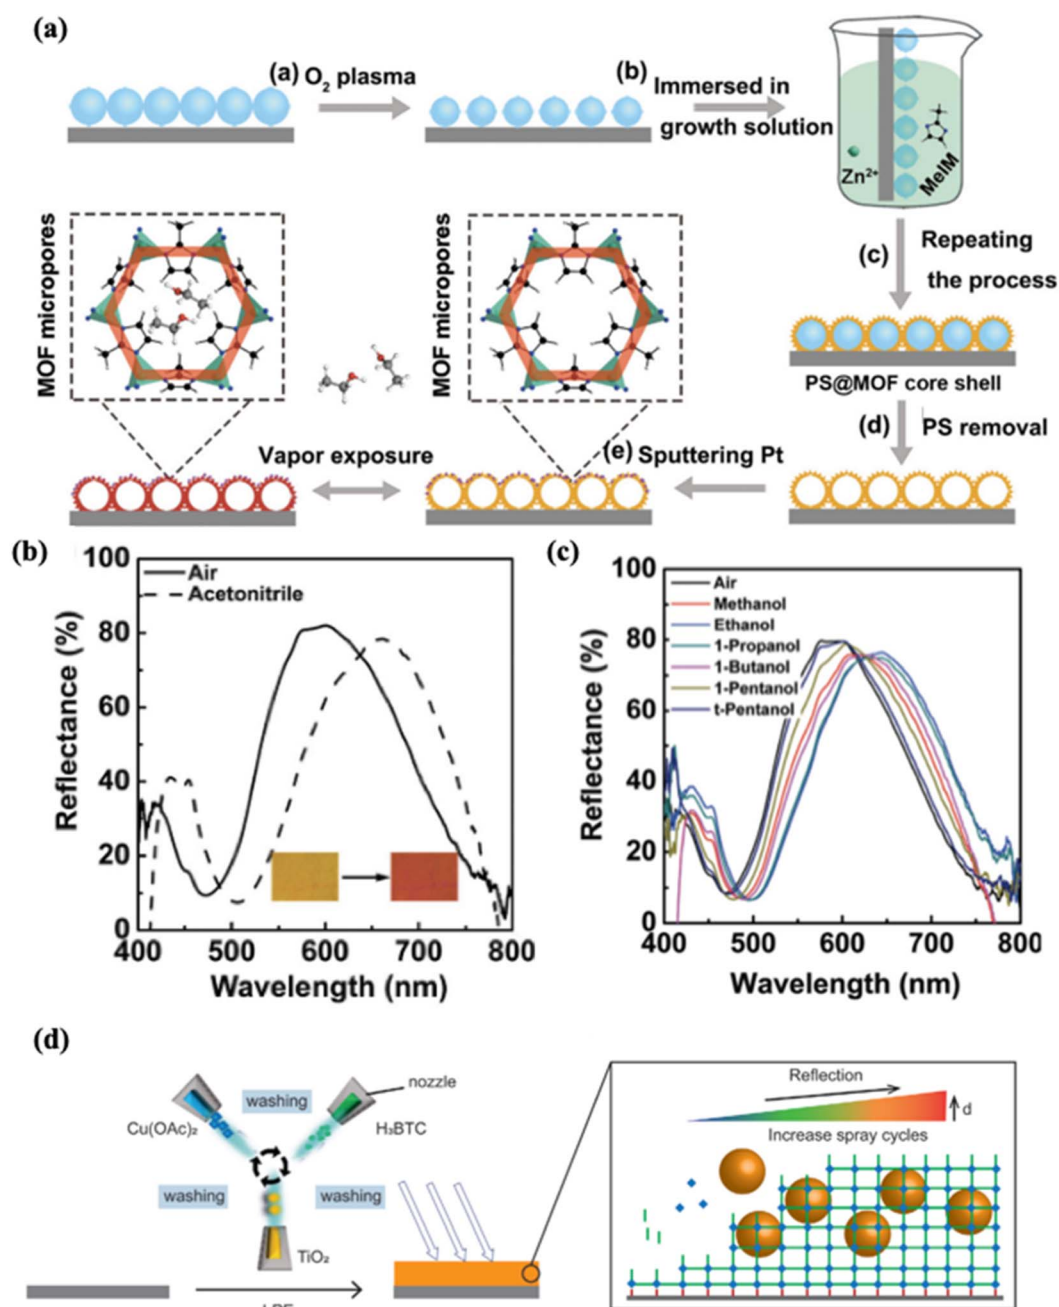 (a)
(a) O₂ plasma
(b) Immersed in
growth solution
Zn²⁺
MeIM
(c)
Repeating
the process
PS@MOF core shell
(d)
PS removal
MOF micropores
MOF micropores
Vapor exposure
(e) Sputtering Pt
(b)
100
80
60
40
20
0
Reflectance (%)
Air
Acetonitrile
400
500
600
700
800
Wavelength (nm)
(c)
100
80
60
40
20
0
Reflectance (%)
Air
Methanol
Ethanol
1-Propanol
1-Butanol
1-Pentanol
t-Pentanol
400
500
600
700
800
Wavelength (nm)
(d)
Cu(OAc)₂
washing
nozzle
H₃BTC
washing
washing
TiO₂
Reflection
d
Increase spray cycles